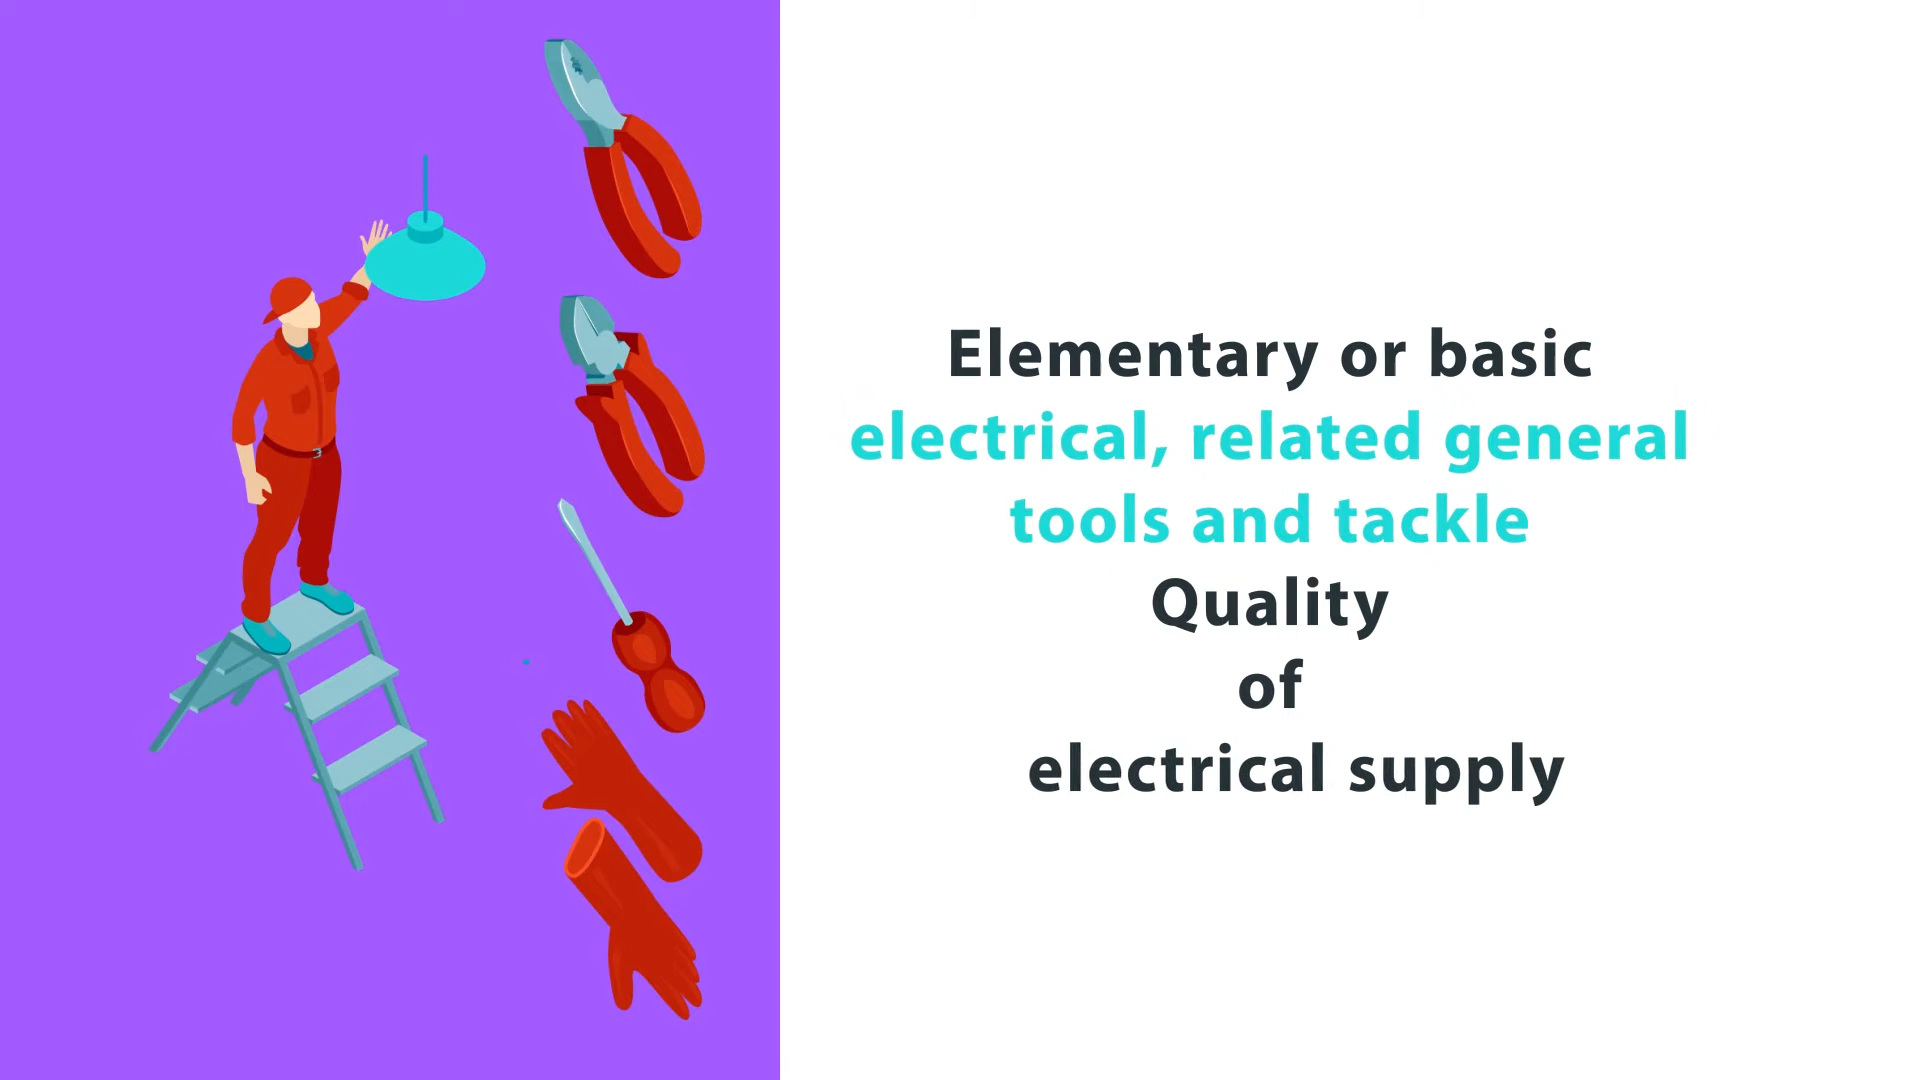 Elementary or basic
electrical, related general
tools and tackle
Quality
of
electrical supply